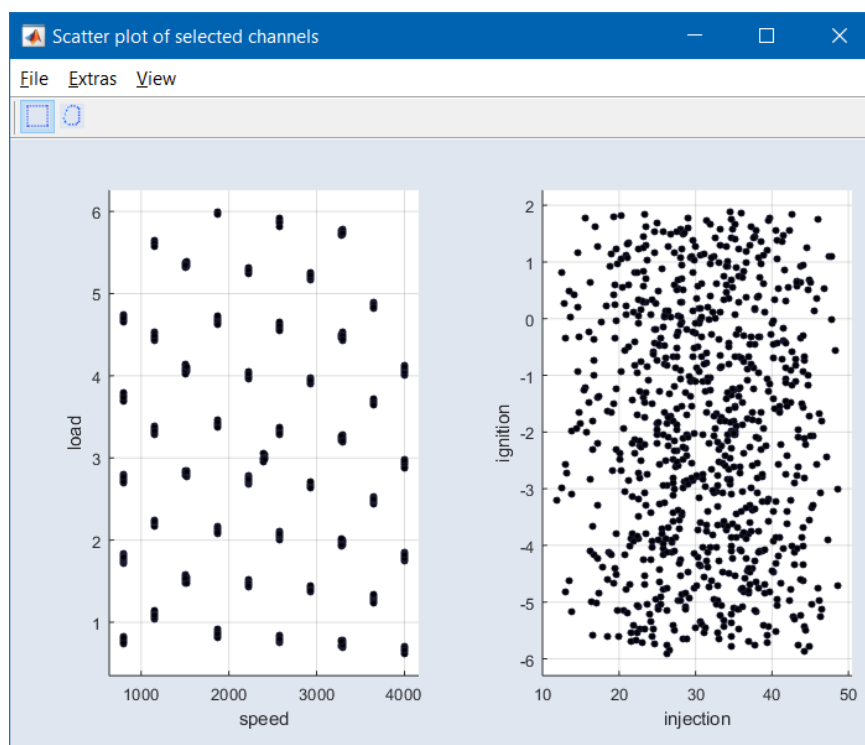 Scatter plot of selected channels
File Extras View
6
5
4
3
2
1
load
1000 2000 3000 4000
speed
2
1
0
-1
-2
-3
-4
-5
-6
ignition
10 20 30 40 50
injection